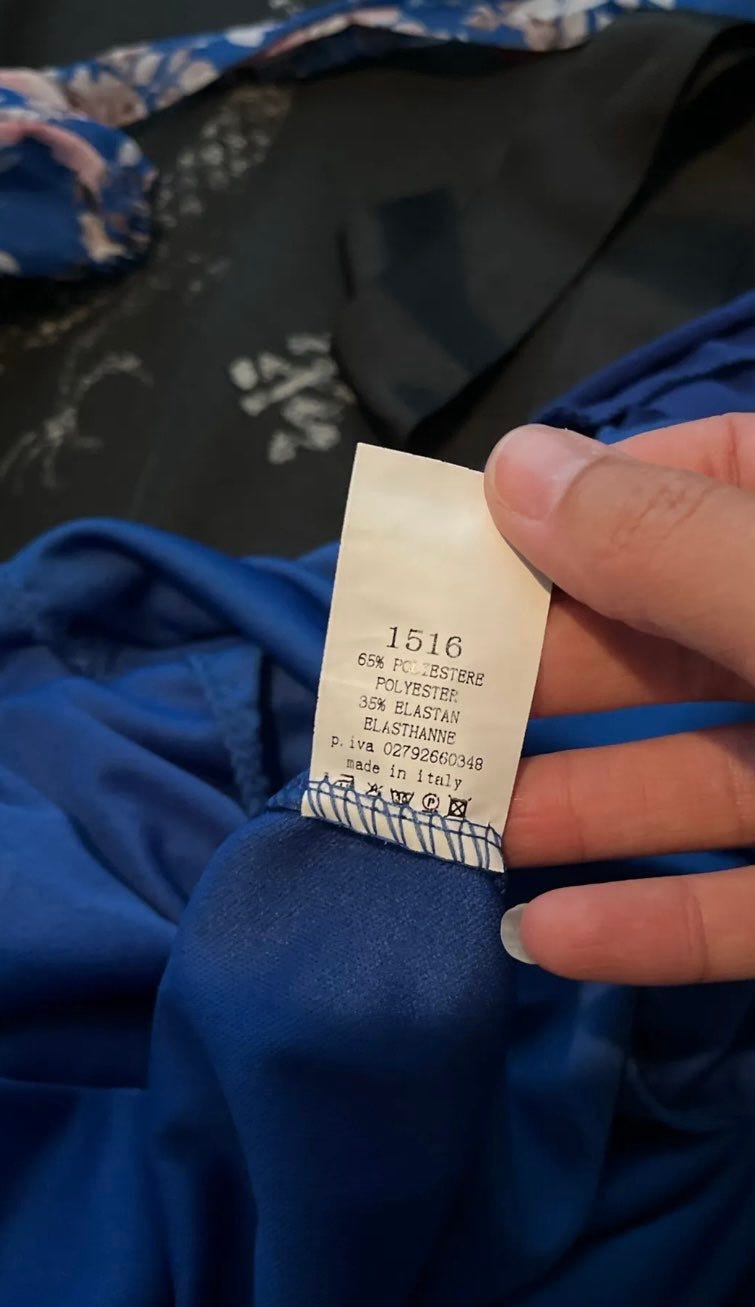 1516
65% POLIESTERE
POLYESTER
35% ELASTAN
ELASTHANNE
p.iva 02792660348
made in italy
P